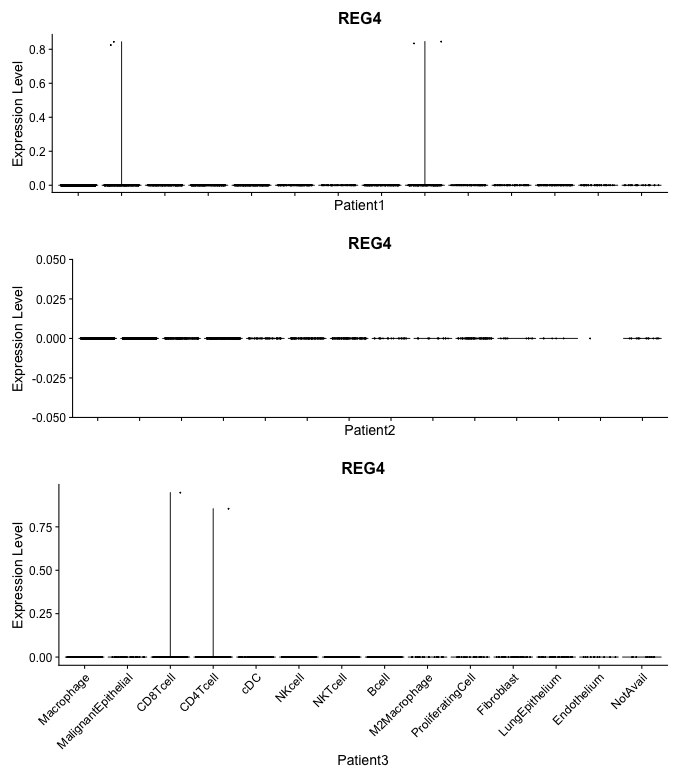 REG4
Expression Level
0.8
0.6
0.4
0.2
0.0
Patient1
REG4
Expression Level
0.050
0.025
0.000
-0.025
-0.050
Patient2
REG4
Expression Level
0.75
0.50
0.25
0.00
Macrophage
MalignantEpithelial
CD8Tcell
CD4Tcell
cDC
NKcell
NKTcell
Bcell
M2Macrophage
ProliferatingCell
Fibroblast
LungEpithelium
Endothelium
NotAvail
Patient3